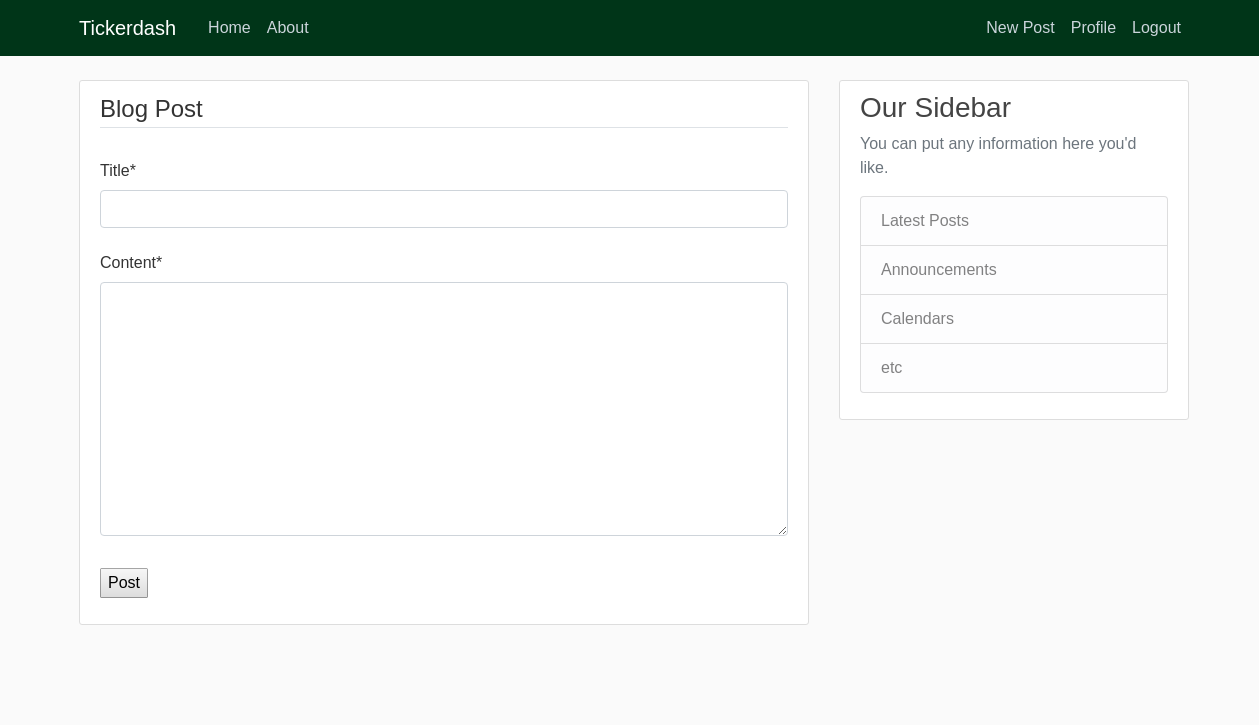 Tickerdash Home About New Post Profile Logout
Blog Post
Title*
Content*
Post
Our Sidebar
You can put any information here you'd
like.
Latest Posts
Announcements
Calendars
etc